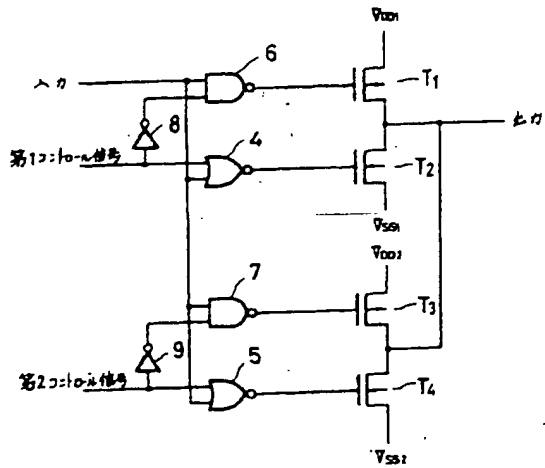 VDD1
6
入力
T1
8
出力
4
第1コントロール信号
T2
VSS1
VDD2
7
T3
9
5
第2コントロール信号
T4
VSS2